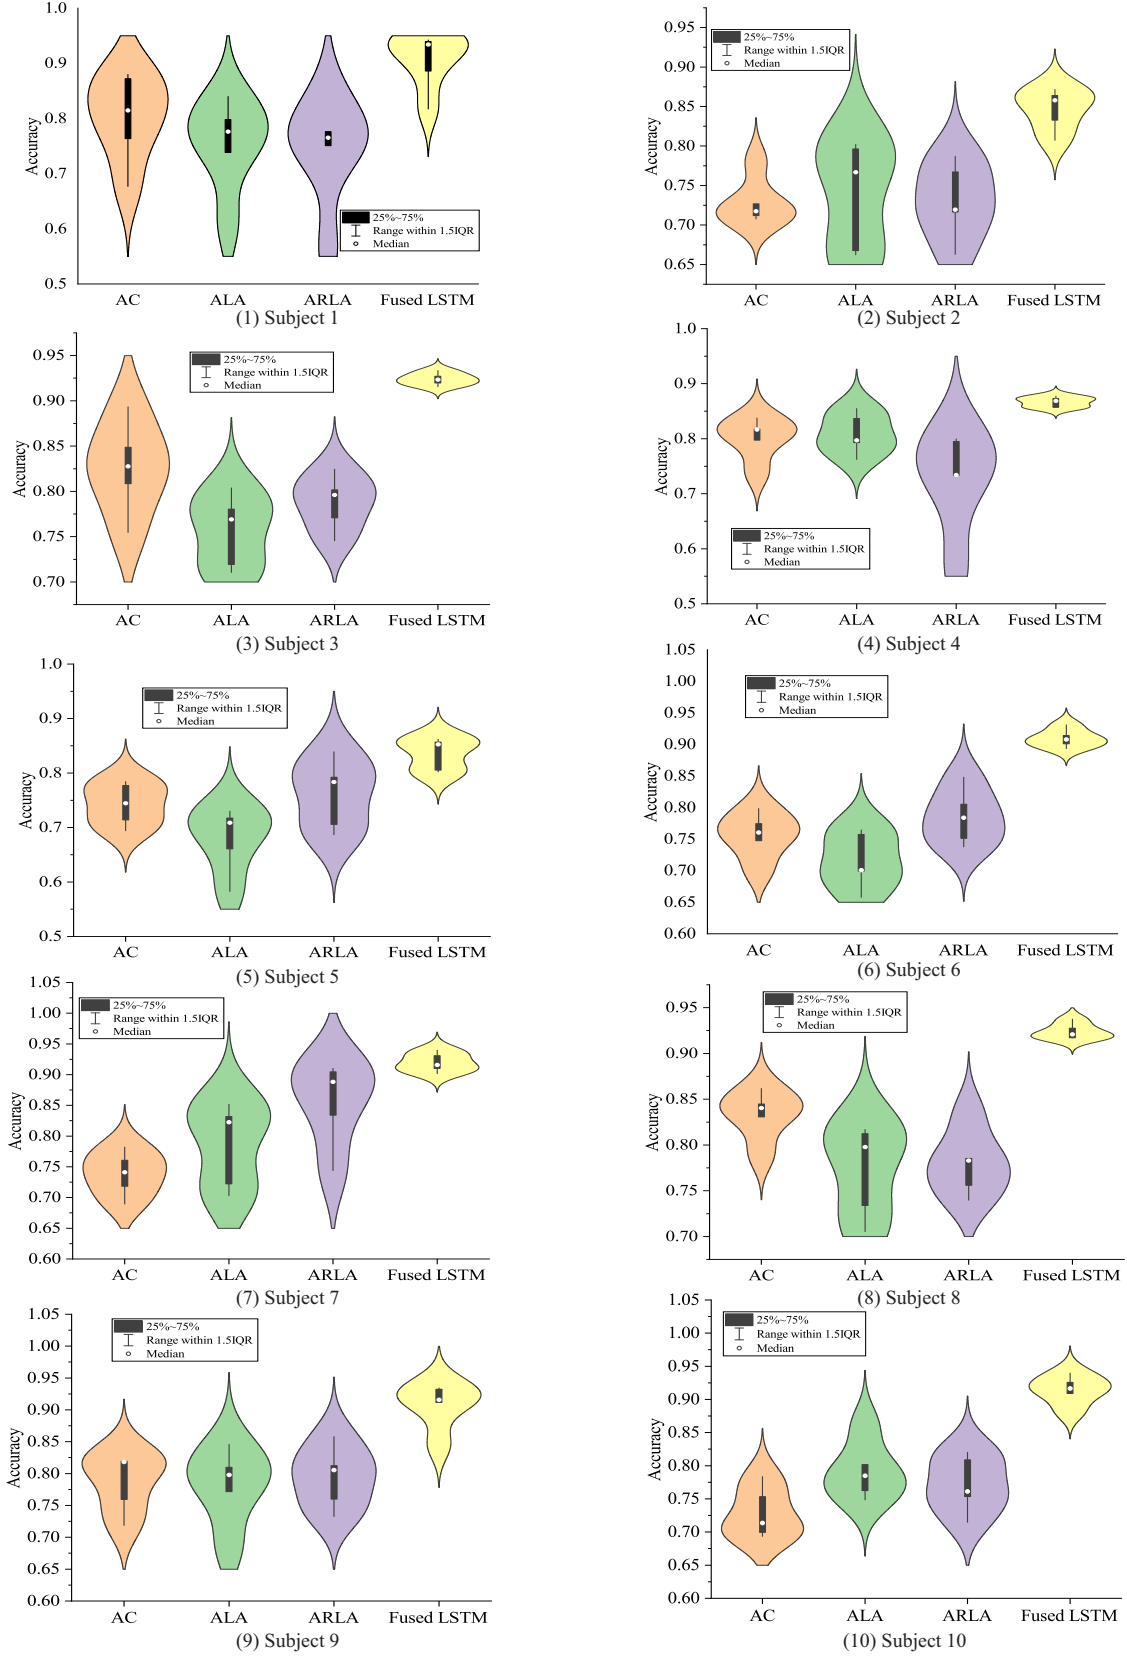 1.0
0.9
0.8
0.7
0.6
0.5
Accuracy
25%~75%
Range within 1.5IQR
Median
AC ALA ARLA Fused LSTM
(1) Subject 1
0.95
0.90
0.85
0.80
0.75
0.70
0.65
Accuracy
25%~75%
Range within 1.5IQR
Median
AC ALA ARLA Fused LSTM
(2) Subject 2
0.95
0.90
0.85
0.80
0.75
0.70
Accuracy
25%~75%
Range within 1.5IQR
Median
AC ALA ARLA Fused LSTM
(3) Subject 3
1.0
0.9
0.8
0.7
0.6
0.5
Accuracy
25%~75%
Range within 1.5IQR
Median
AC ALA ARLA Fused LSTM
(4) Subject 4
1.0
0.9
0.8
0.7
0.6
0.5
Accuracy
25%~75%
Range within 1.5IQR
Median
AC ALA ARLA Fused LSTM
(5) Subject 5
1.05
1.00
0.95
0.90
0.85
0.80
0.75
0.70
0.65
0.60
Accuracy
25%~75%
Range within 1.5IQR
Median
AC ALA ARLA Fused LSTM
(6) Subject 6
1.05
1.00
0.95
0.90
0.85
0.80
0.75
0.70
0.65
0.60
Accuracy
25%~75%
Range within 1.5IQR
Median
AC ALA ARLA Fused LSTM
(7) Subject 7
0.95
0.90
0.85
0.80
0.75
0.70
Accuracy
25%~75%
Range within 1.5IQR
Median
AC ALA ARLA Fused LSTM
(8) Subject 8
1.05
1.00
0.95
0.90
0.85
0.80
0.75
0.70
0.65
0.60
Accuracy
25%~75%
Range within 1.5IQR
Median
AC ALA ARLA Fused LSTM
(9) Subject 9
1.05
1.00
0.95
0.90
0.85
0.80
0.75
0.70
0.65
0.60
Accuracy
25%~75%
Range within 1.5IQR
Median
AC ALA ARLA Fused LSTM
(10) Subject 10